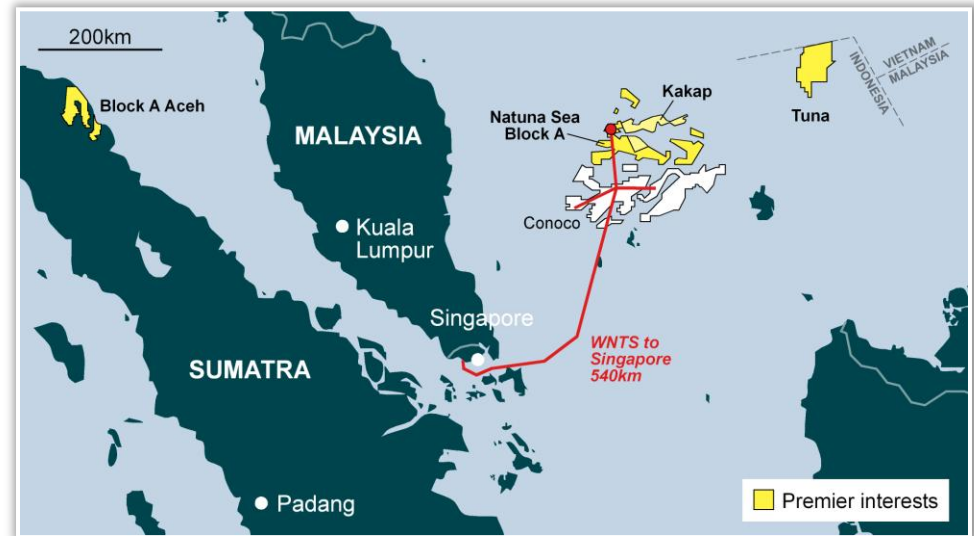 200km
Block A Aceh
MALAYSIA
Kuala
Lumpur
Singapore
SUMATRA
Padang
Natuna Sea
Block A
Kakap
Conoco
Tuna
INDONESIA
VIETNAM
MALAYSIA
WNTS to
Singapore
540km
Premier interests